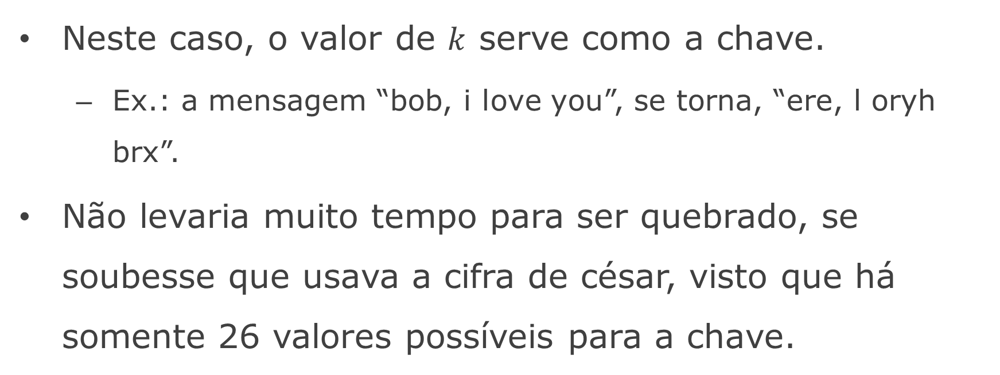 • Neste caso, o valor de k serve como a chave.
– Ex.: a mensagem “bob, i love you”, se torna, “ere, l oryh
brx”.
• Não levaria muito tempo para ser quebrado, se
soubesse que usava a cifra de césar, visto que há
somente 26 valores possíveis para a chave.